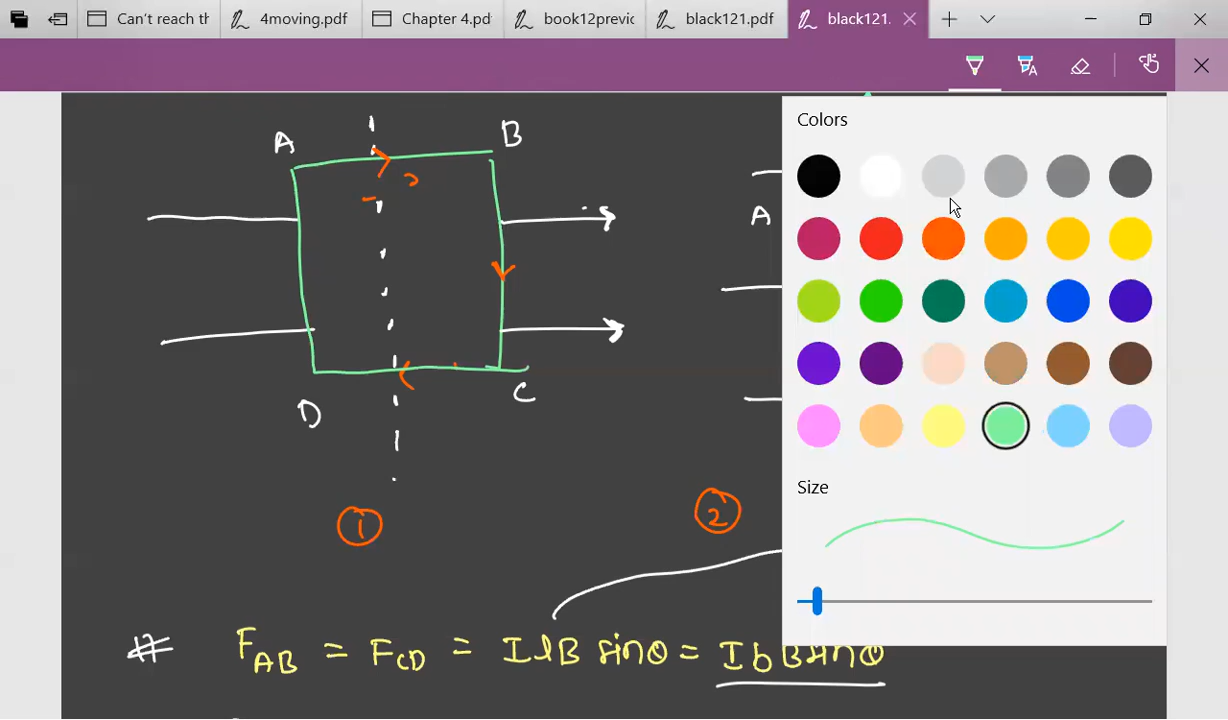 Can't reach th 4moving.pdf Chapter 4.pd book12previc black121.pdf black121.
Colors
A B
A
D C
Size
① ②
# F_AB = F_CD = IlB sinθ = IbBsinθ